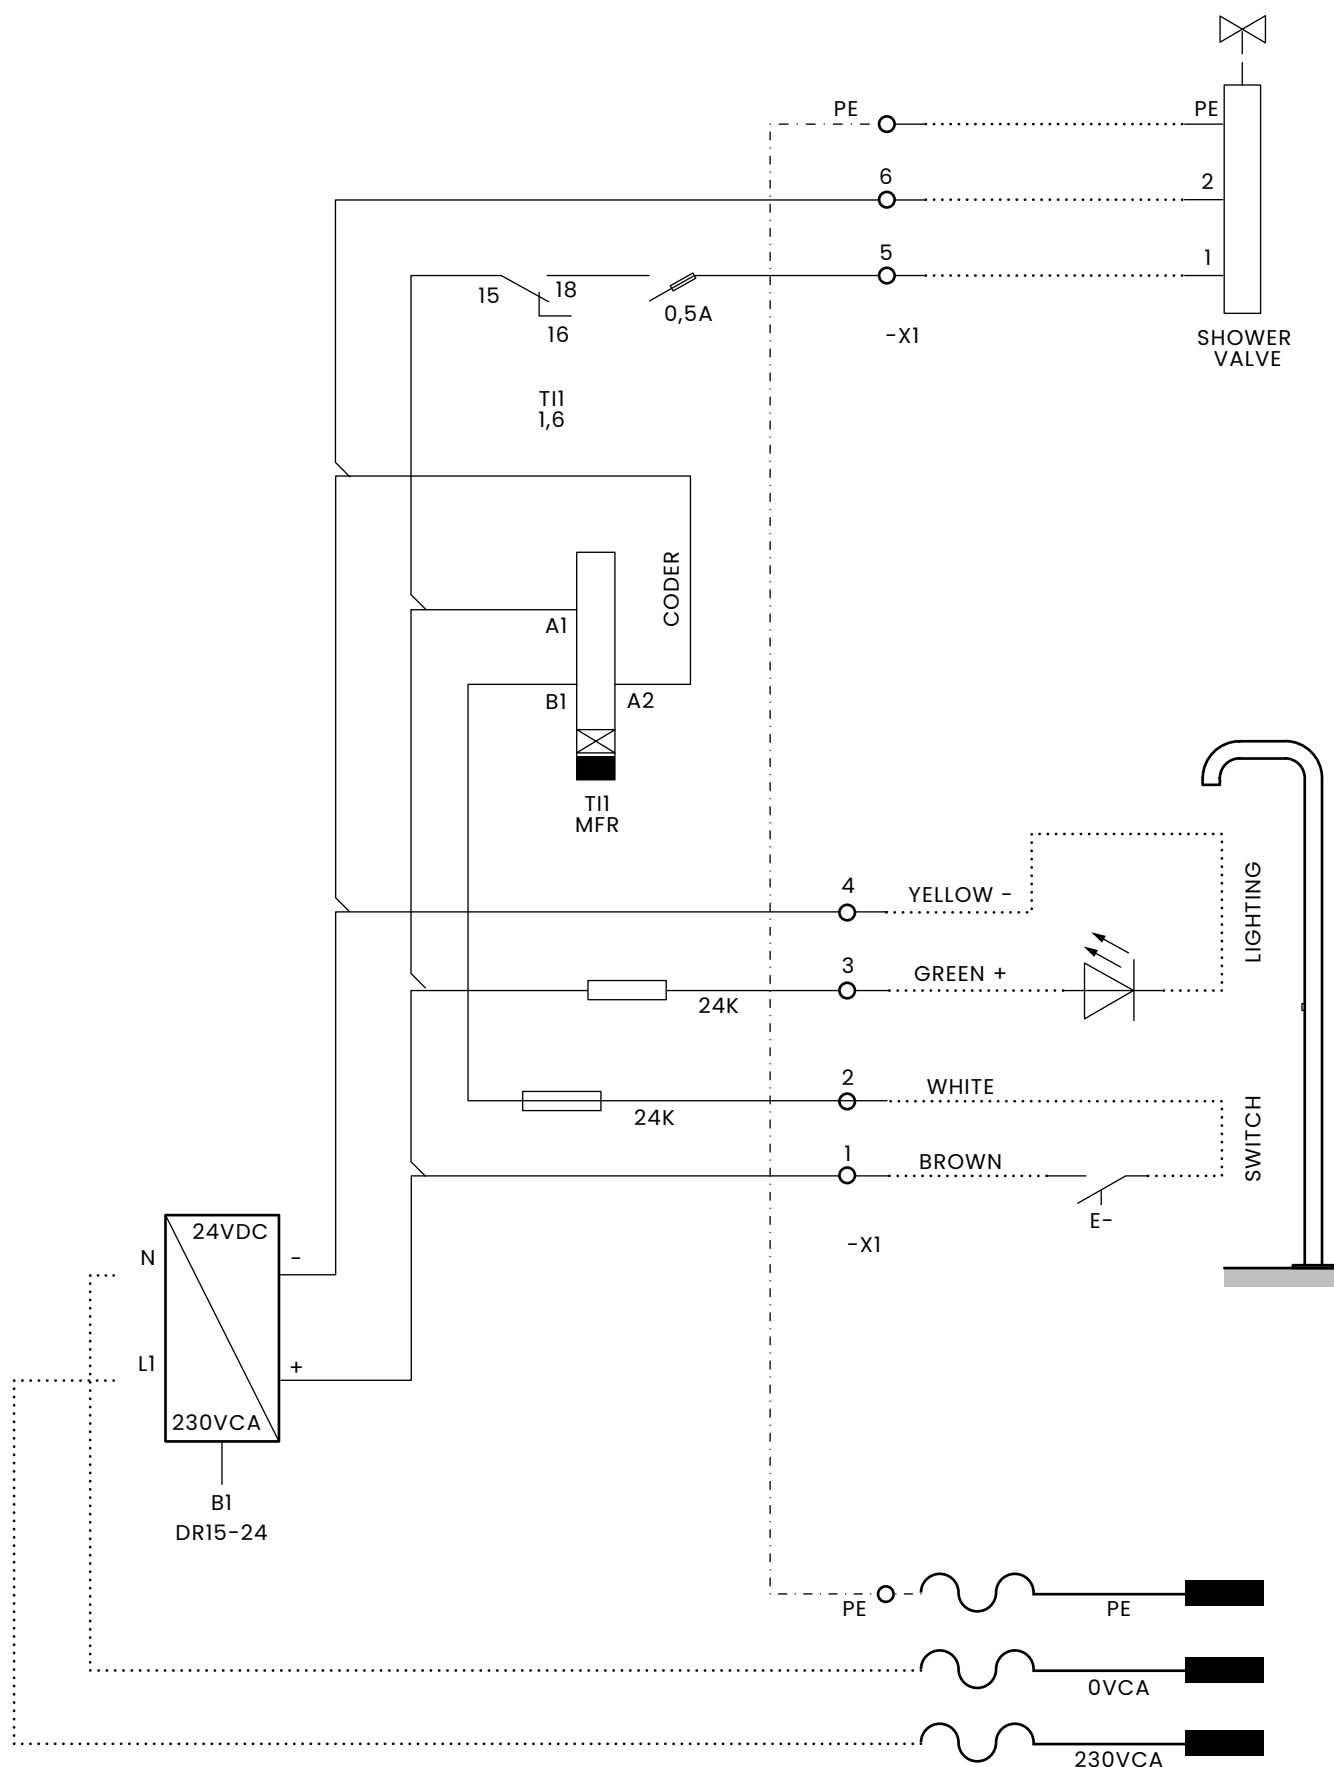 PE
PE
6
2
5
1
15
18
0,5A
16
-X1
SHOWER
VALVE
TI1
1,6
CODER
A1
B1
A2
TI1
MFR
4
YELLOW -
LIGHTING
3
GREEN +
24K
2
WHITE
24K
SWITCH
1
BROWN
E-
-X1
24VDC
N
-
L1
+
230VCA
B1
DR15-24
PE
PE
0VCA
230VCA